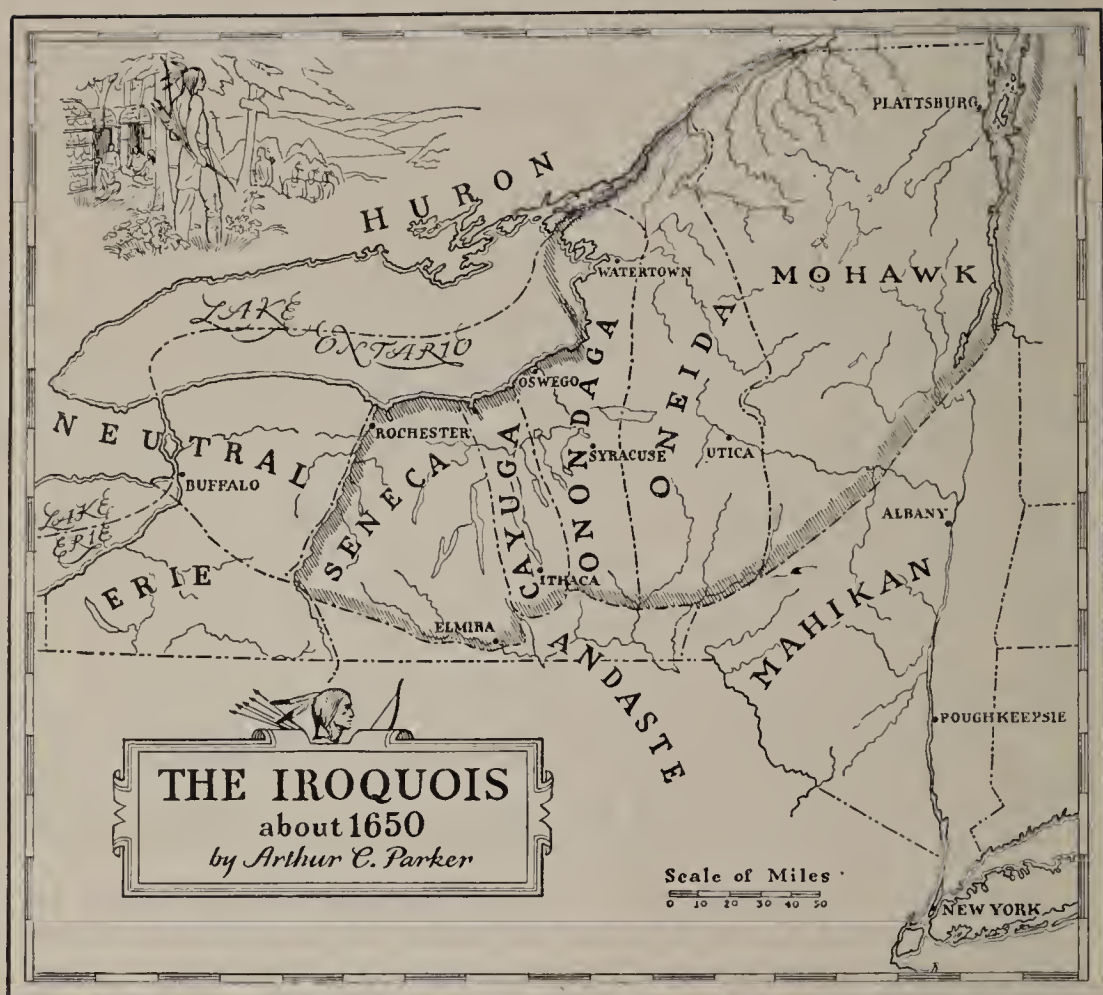 PLATTSBURG
HURON
WATERTOWN
MOHAWK
LAKE
ONTARIO
OSWEGO
ONONDAGA
ONEIDA
NEUTRAL
ROCHESTER
CAYUGA
SYRACUSE
UTICA
SENECA
BUFFALO
LAKE
ERIE
ALBANY
ERIE
ITHACA
MAHIKAN
ELMIRA
ANDASTE
POUGHKEEPSIE
THE IROQUOIS
about 1650
by Arthur C. Parker
Scale of Miles
0 10 20 30 40 50
NEW YORK